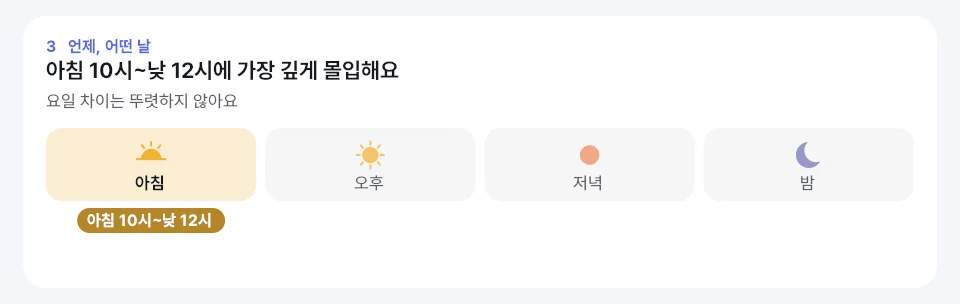 3 언제, 어떤 날
아침 10시~낮 12시에 가장 깊게 몰입해요
요일 차이는 뚜렷하지 않아요
아침
오후
저녁
밤
아침 10시~낮 12시